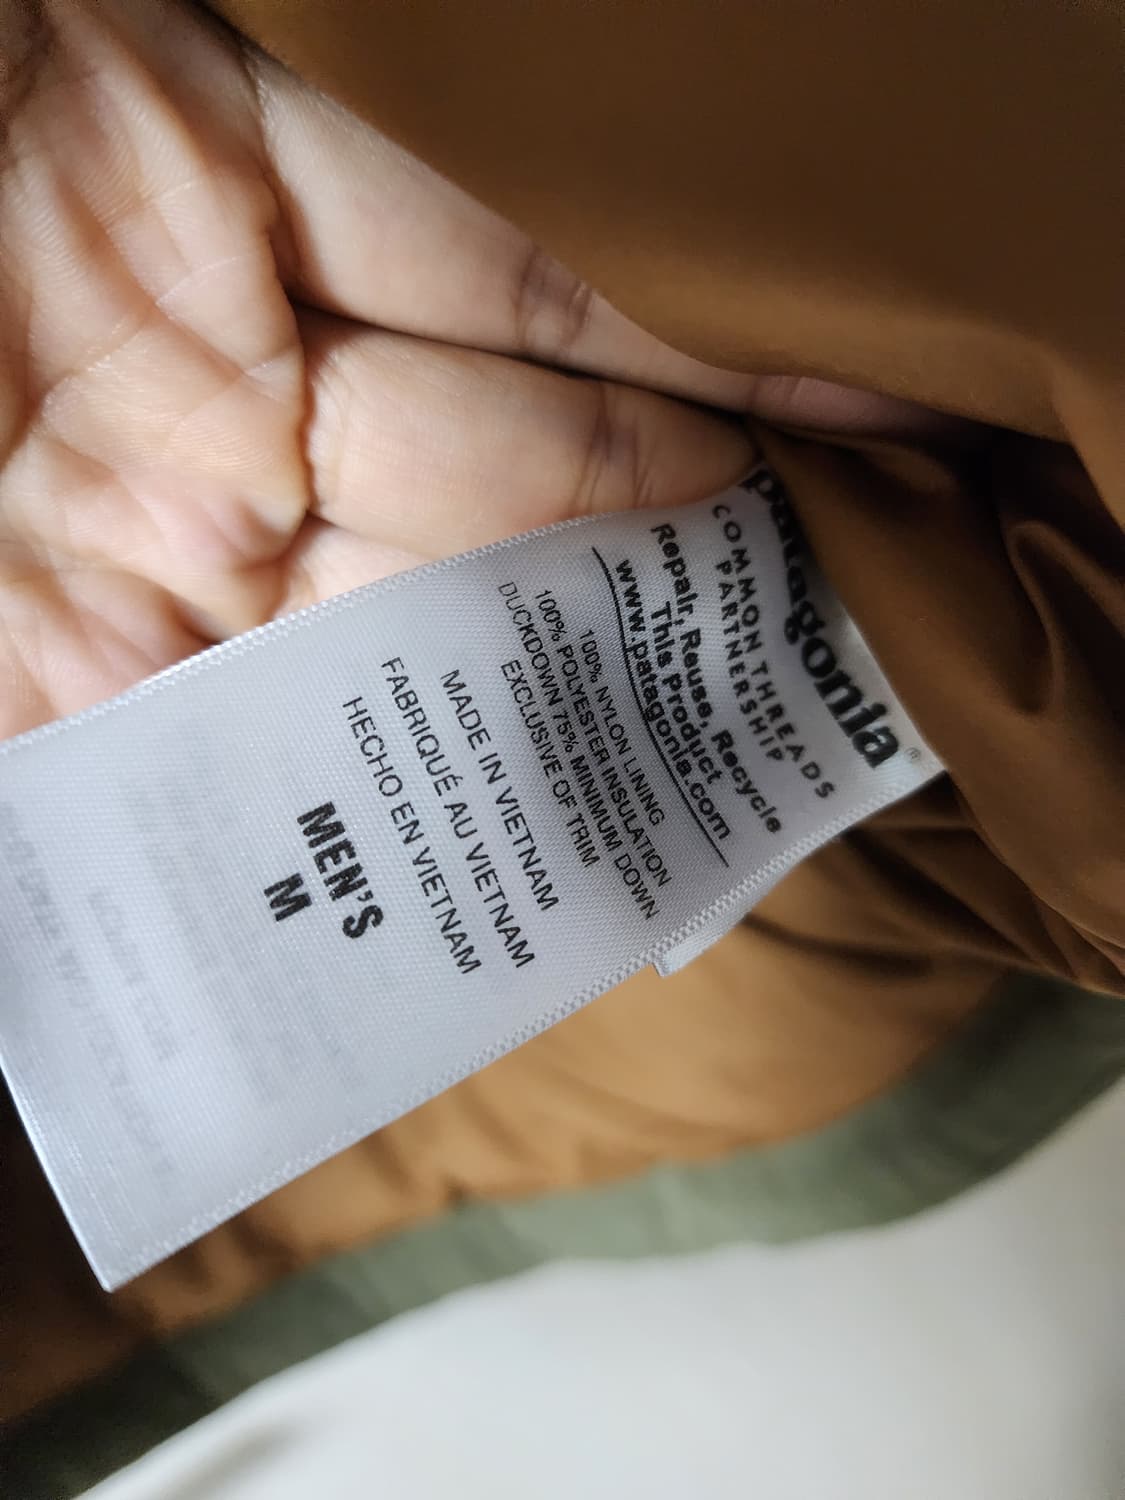 patagonia®
COMMON THREADS
PARTNERSHIP
Repair, Reuse, Recycle
This Product
www.patagonia.com
100% NYLON LINING
100% POLYESTER INSULATION
DUCKDOWN 75% MINIMUM DOWN
EXCLUSIVE OF TRIM
MADE IN VIETNAM
FABRIQUÉ AU VIETNAM
HECHO EN VIETNAM
MEN'S
M